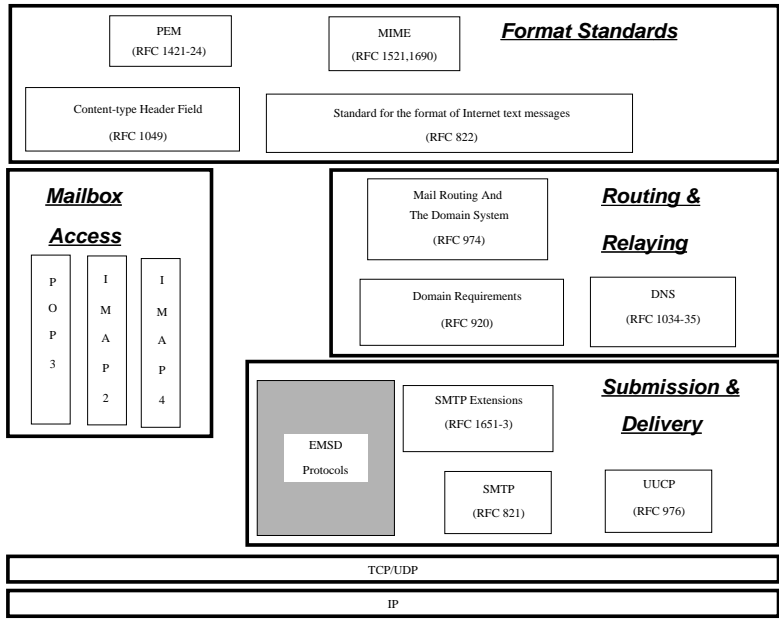 PEM
(RFC 1421-24)
MIME
(RFC 1521,1690)
Format Standards
Content-type Header Field
(RFC 1049)
Standard for the format of Internet text messages
(RFC 822)
Mailbox
Access
P
O
P
3
I
M
A
P
2
I
M
A
P
4
Mail Routing And
The Domain System
(RFC 974)
Routing &
Relaying
Domain Requirements
(RFC 920)
DNS
(RFC 1034-35)
EMSD
Protocols
SMTP Extensions
(RFC 1651-3)
Submission &
Delivery
SMTP
(RFC 821)
UUCP
(RFC 976)
TCP/UDP
IP